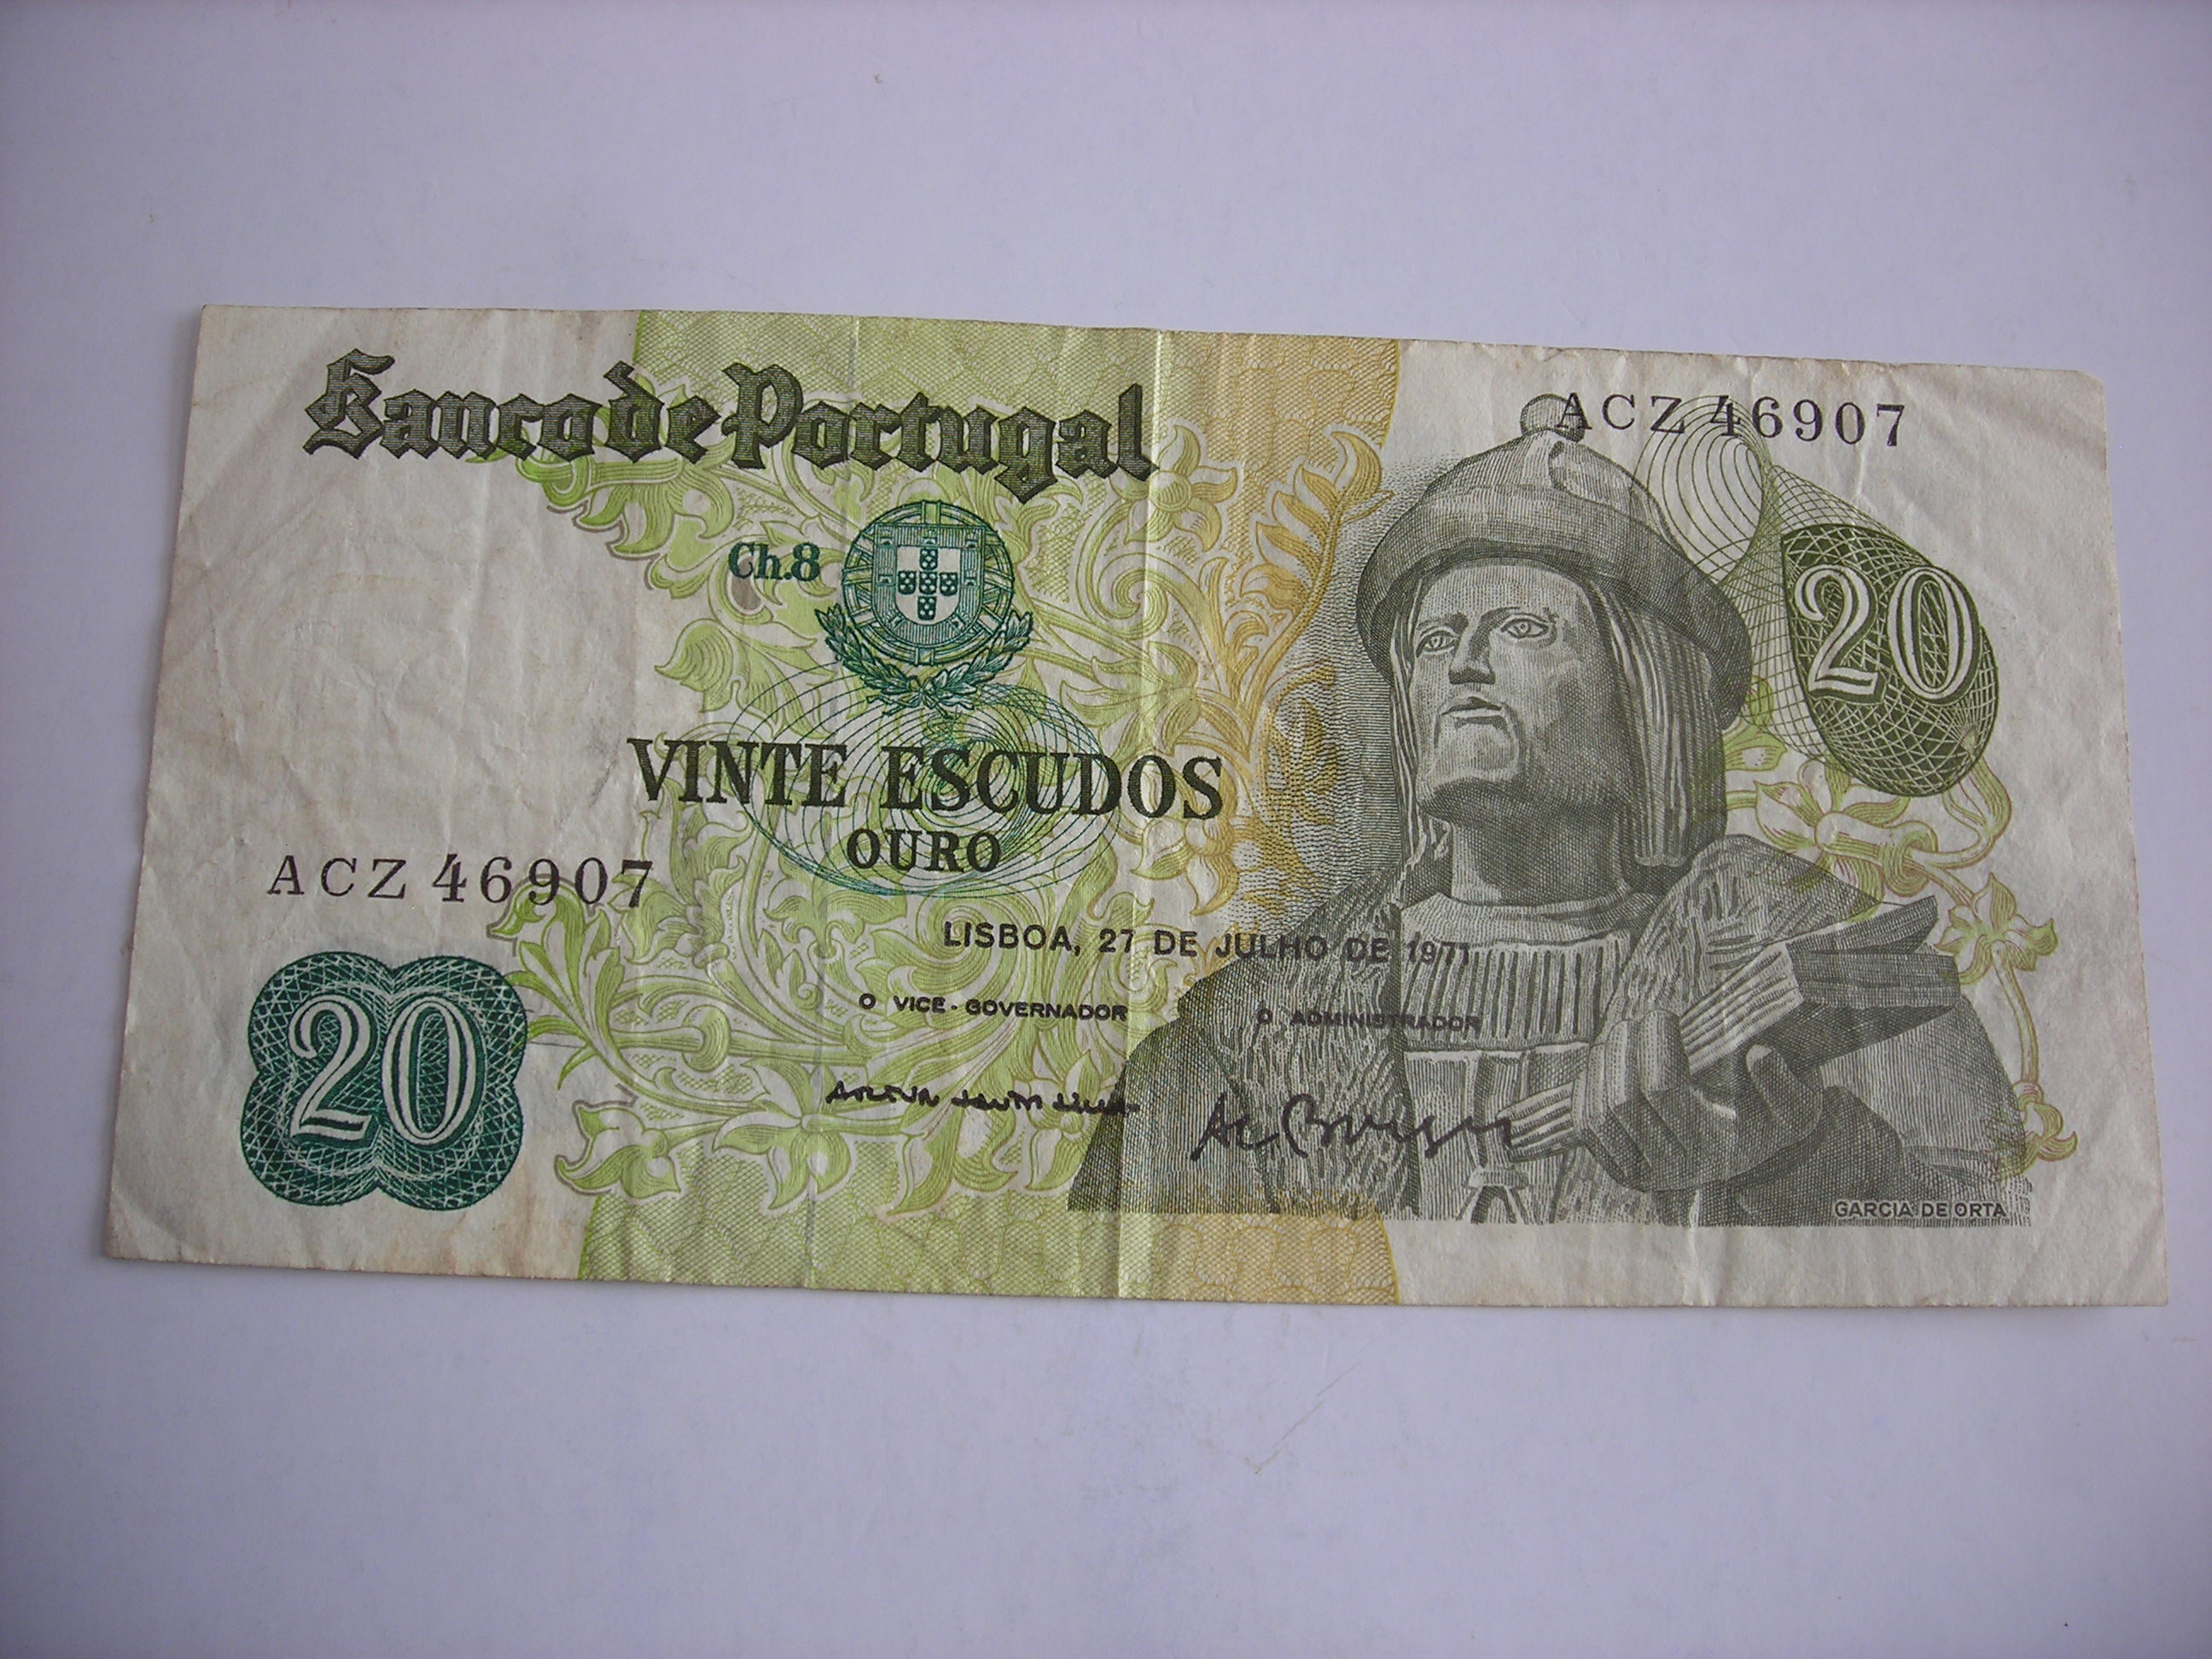 Banco de Portugal
ACZ 46907
Ch.8
20
VINTE ESCUDOS
OURO
ACZ 46907
LISBOA, 27 DE JULHO DE 1971
O VICE-GOVERNADOR
O ADMINISTRADOR
20
GARCIA DE ORTA